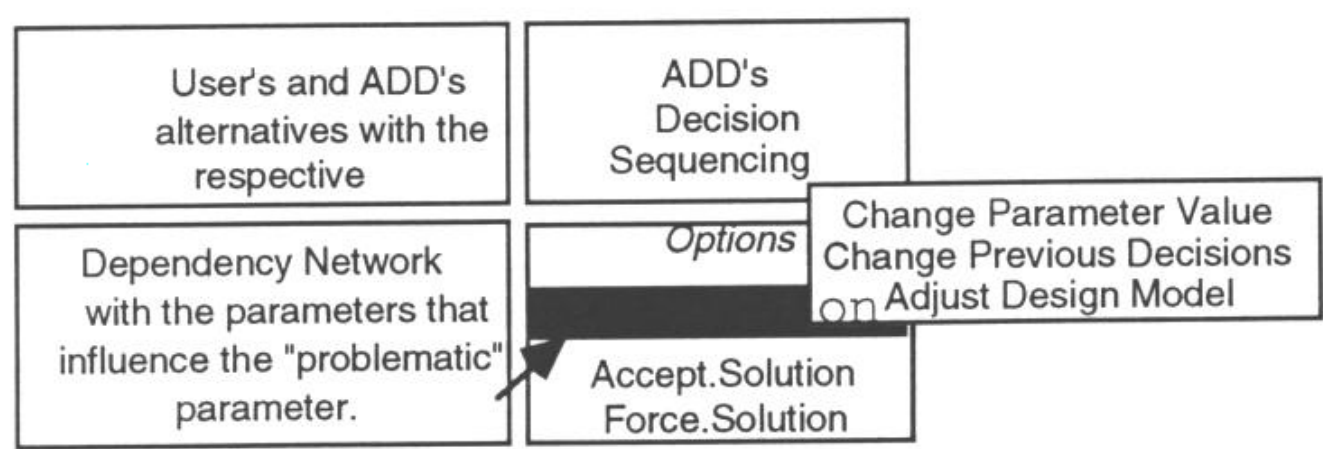 User's and ADD's
alternatives with the
respective
ADD's
Decision
Sequencing
Dependency Network
with the parameters that
influence the "problematic"
parameter.
Options
on
Accept.Solution
Force.Solution
Change Parameter Value
Change Previous Decisions
Adjust Design Model